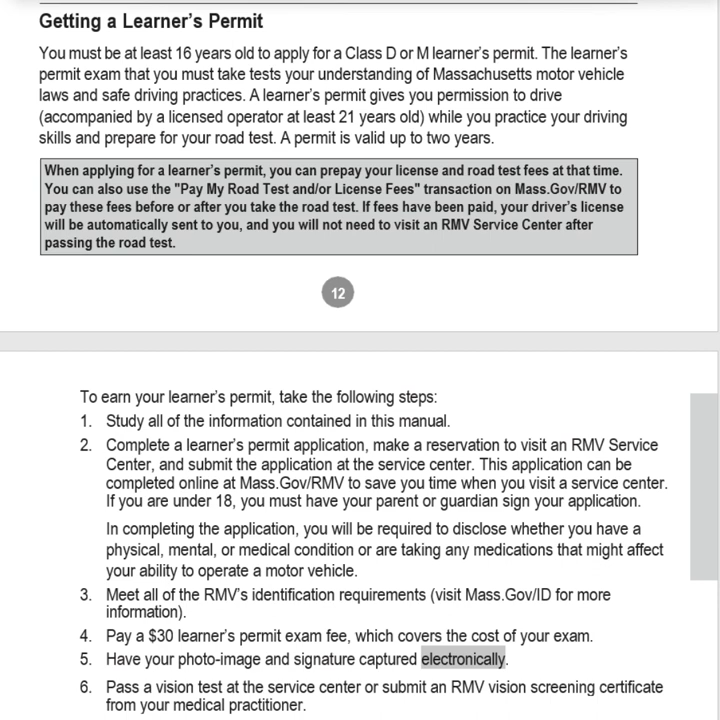 Getting a Learner's Permit
You must be at least 16 years old to apply for a Class D or M learner's permit. The learner's
permit exam that you must take tests your understanding of Massachusetts motor vehicle
laws and safe driving practices. A learner's permit gives you permission to drive
(accompanied by a licensed operator at least 21 years old) while you practice your driving
skills and prepare for your road test. A permit is valid up to two years.
When applying for a learner's permit, you can prepay your license and road test fees at that time.
You can also use the "Pay My Road Test and/or License Fees" transaction on Mass.Gov/RMV to
pay these fees before or after you take the road test. If fees have been paid, your driver's license
will be automatically sent to you, and you will not need to visit an RMV Service Center after
passing the road test.
12
To earn your learner's permit, take the following steps:
1. Study all of the information contained in this manual.
2. Complete a learner's permit application, make a reservation to visit an RMV Service
Center, and submit the application at the service center. This application can be
completed online at Mass.Gov/RMV to save you time when you visit a service center.
If you are under 18, you must have your parent or guardian sign your application.
In completing the application, you will be required to disclose whether you have a
physical, mental, or medical condition or are taking any medications that might affect
your ability to operate a motor vehicle.
3. Meet all of the RMV's identification requirements (visit Mass.Gov/ID for more
information).
4. Pay a $30 learner's permit exam fee, which covers the cost of your exam.
5. Have your photo-image and signature captured electronically.
6. Pass a vision test at the service center or submit an RMV vision screening certificate
from your medical practitioner.